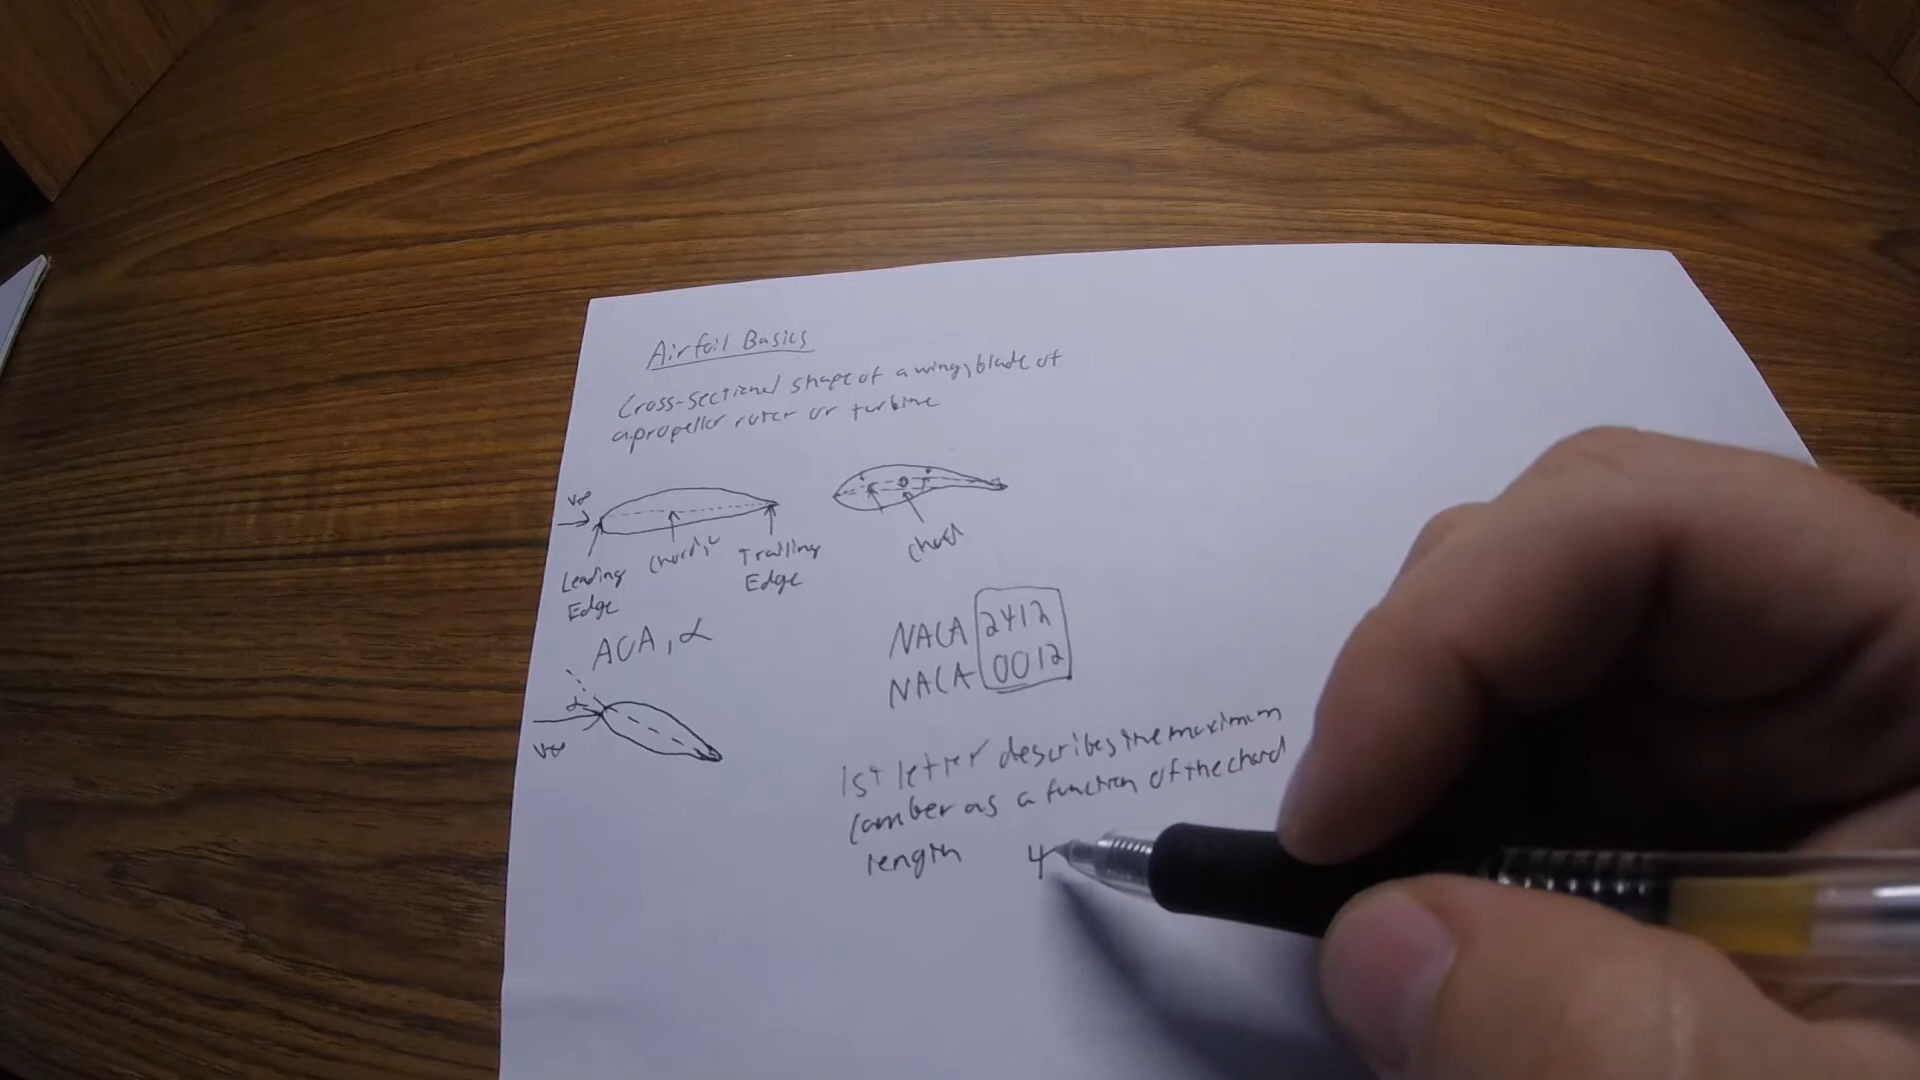 Airfoil Basics
Cross-sectional shape of a wing, blade of
a propeller rotor or turbine
V∞
Leading
Edge
Chord, c
Trailing
Edge
chord
AOA, α
α
V∞
NACA 2412
NACA 0012
1st letter describes the maximum
camber as a function of the chord
length 4